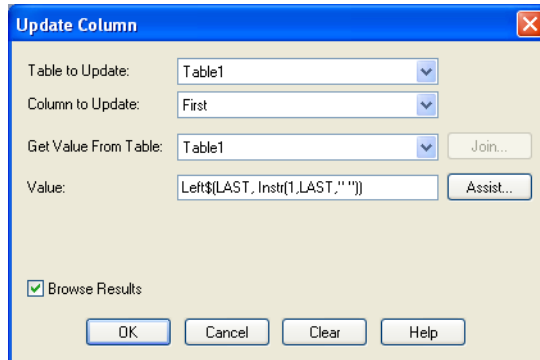 Update Column
Table to Update: Table1
Column to Update: First
Get Value From Table: Table1 Join...
Value: Left$(LAST, Instr(1,LAST," ")) Assist...
Browse Results
OK Cancel Clear Help